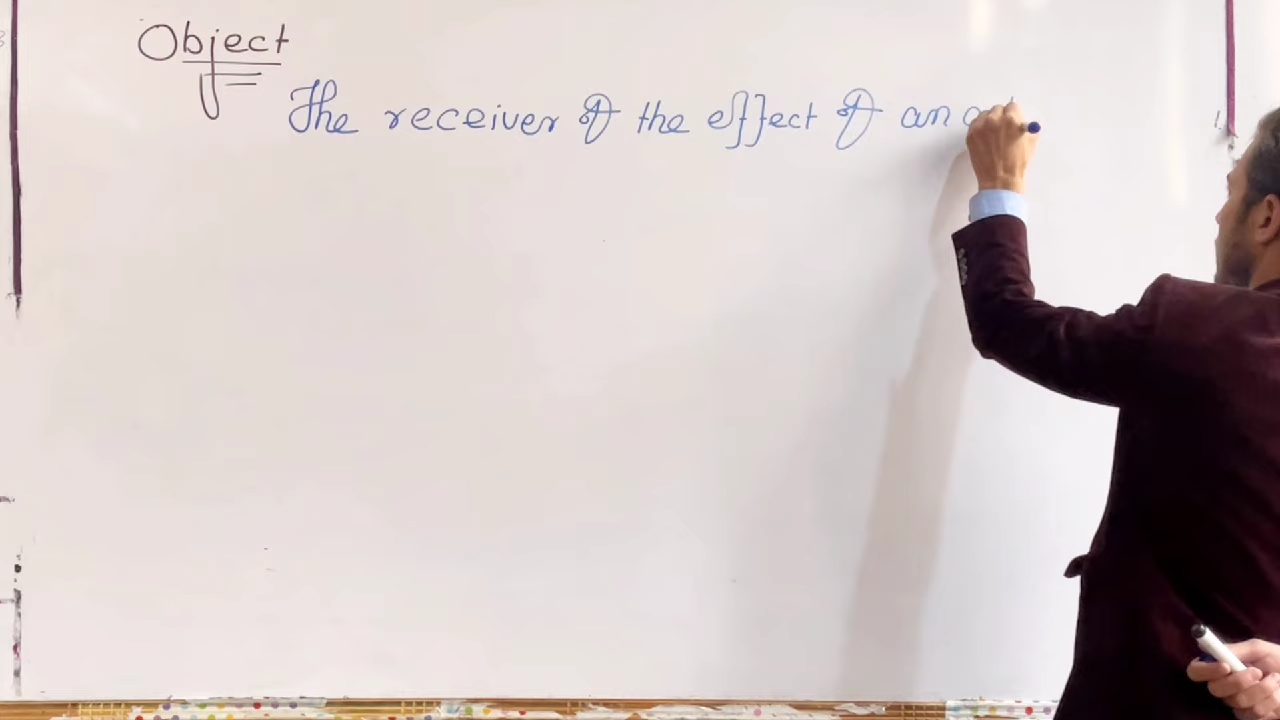 Object
The receiver of the effect of an